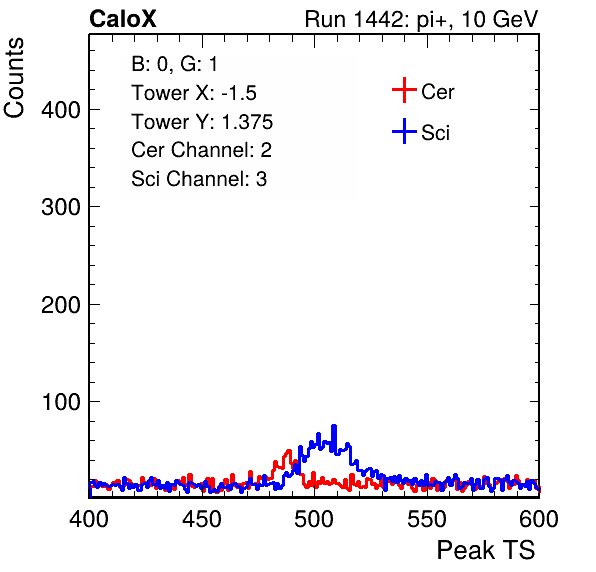 CaloX Run 1442: pi+, 10 GeV
B: 0, G: 1
Tower X: -1.5
Tower Y: 1.375
Cer Channel: 2
Sci Channel: 3
Cer
Sci
Counts
400
300
200
100
400 450 500 550 600
Peak TS